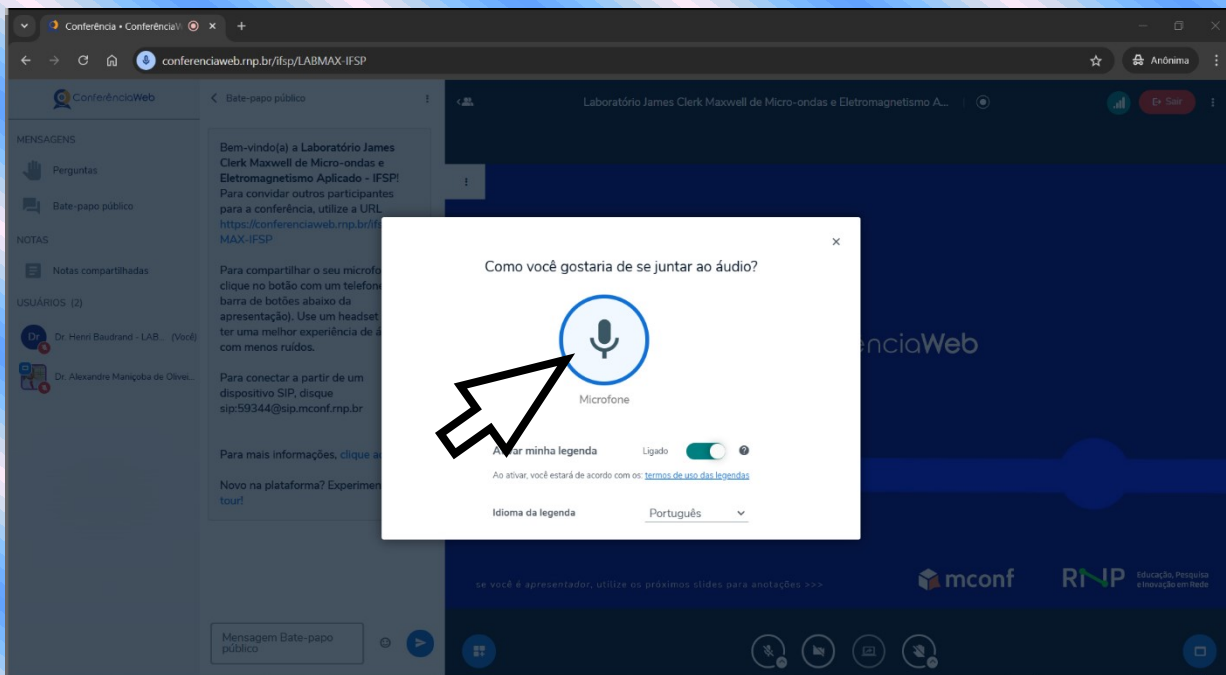 Conferência • ConferênciaW
conferenciaweb.rnp.br/ifsp/LABMAX-IFSP
Anônima
ConferênciaWeb
MENSAGENS
Perguntas
Bate-papo público
NOTAS
Notas compartilhadas
USUÁRIOS (2)
Dr Dr. Henri Baudrand - LAB... (Você)
Dr. Alexandre Maniçoba de Olivei...
Bate-papo público
Bem-vindo(a) a Laboratório James
Clerk Maxwell de Micro-ondas e
Eletromagnetismo Aplicado - IFSP!
Para convidar outros participantes
para a conferência, utilize a URL
https://conferenciaweb.rnp.br/if
MAX-IFSP
Para compartilhar o seu microfo
clique no botão com um telefone
barra de botões abaixo da
apresentação). Use um headset
ter uma melhor experiência de á
com menos ruídos.
Para conectar a partir de um
dispositivo SIP, disque
sip:59344@sip.mconf.rnp.br
Para mais informações, clique a
Novo na plataforma? Experimen
tour!
Mensagem Bate-papo
público
Laboratório James Clerk Maxwell de Micro-ondas e Eletromagnetismo A...
Sair
Como você gostaria de se juntar ao áudio?
Microfone
var minha legenda Ligado
Ao ativar, você estará de acordo com os: termos de uso das legendas
Idioma da legenda Português
nciaWeb
se você é apresentador, utilize os próximos slides para anotações >>>
mconf
RNP Educação, Pesquisa
e Inovação em Rede